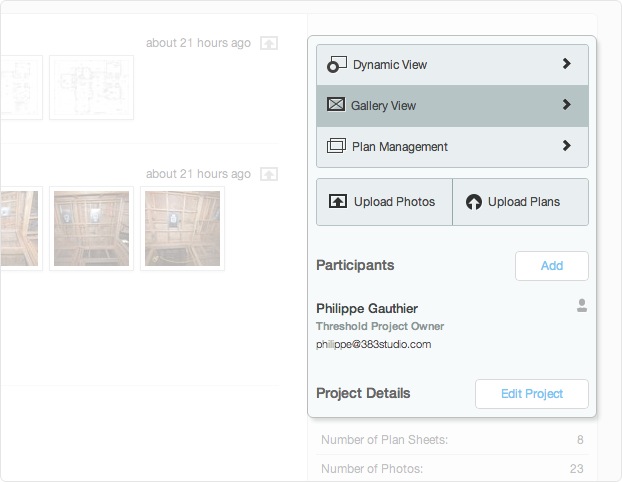 about 21 hours ago
about 21 hours ago
Dynamic View
Gallery View
Plan Management
Upload Photos
Upload Plans
Participants
Add
Philippe Gauthier
Threshold Project Owner
philippe@383studio.com
Project Details
Edit Project
Number of Plan Sheets: 8
Number of Photos: 23